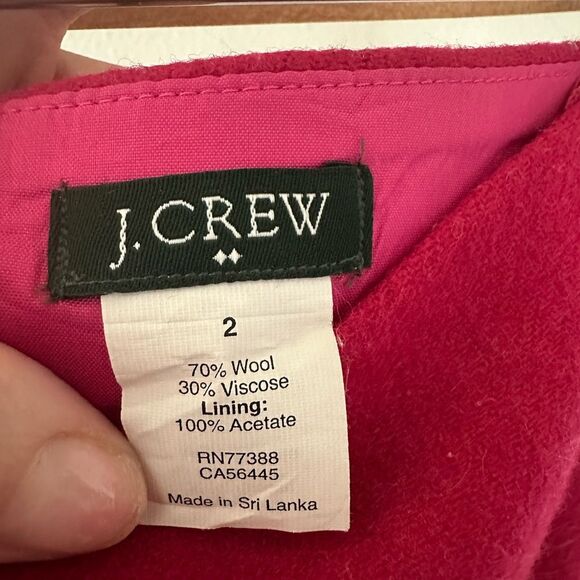 J.CREW
2
70% Wool
30% Viscose
Lining:
100% Acetate
RN77388
CA56445
Made in Sri Lanka